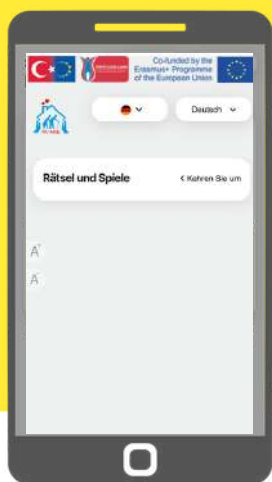 Co-funded by the
Erasmus+ Programme
of the European Union
Deutsch
Rätsel und Spiele
< Kehren Sie um
A+
A-